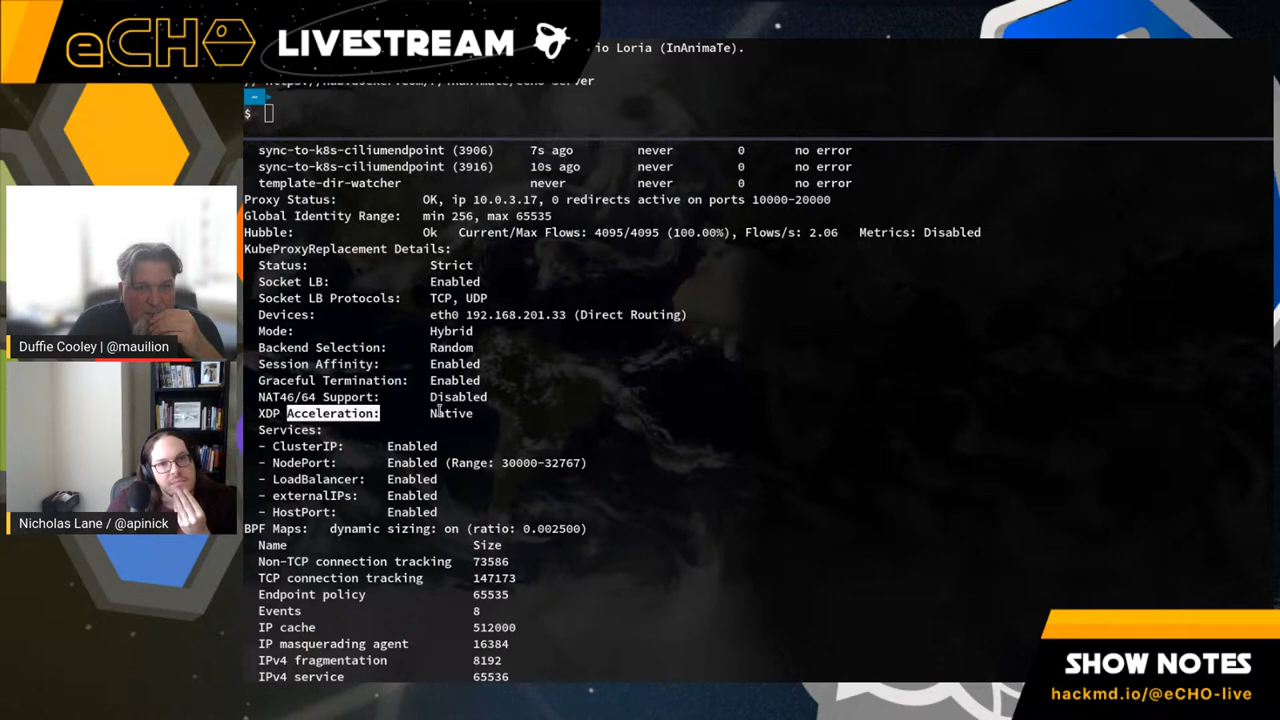 eCHO LIVESTREAM
io Loria (InAnimaTe).
~
$
sync-to-k8s-ciliumendpoint (3906) 7s ago never 0 no error
sync-to-k8s-ciliumendpoint (3916) 10s ago never 0 no error
template-dir-watcher never never 0 no error
Proxy Status: OK, ip 10.0.3.17, 0 redirects active on ports 10000-20000
Global Identity Range: min 256, max 65535
Hubble: Ok Current/Max Flows: 4095/4095 (100.00%), Flows/s: 2.06 Metrics: Disabled
KubeProxyReplacement Details:
Status: Strict
Socket LB: Enabled
Socket LB Protocols: TCP, UDP
Devices: eth0 192.168.201.33 (Direct Routing)
Mode: Hybrid
Backend Selection: Random
Session Affinity: Enabled
Graceful Termination: Enabled
NAT46/64 Support: Disabled
XDP Acceleration: Native
Services:
- ClusterIP: Enabled
- NodePort: Enabled (Range: 30000-32767)
- LoadBalancer: Enabled
- externalIPs: Enabled
- HostPort: Enabled
BPF Maps: dynamic sizing: on (ratio: 0.002500)
Name Size
Non-TCP connection tracking 73586
TCP connection tracking 147173
Endpoint policy 65535
Events 8
IP cache 512000
IP masquerading agent 16384
IPv4 fragmentation 8192
IPv4 service 65536
Duffie Cooley | @mauilion
Nicholas Lane / @apinick
SHOW NOTES
hackmd.io/@eCHO-live